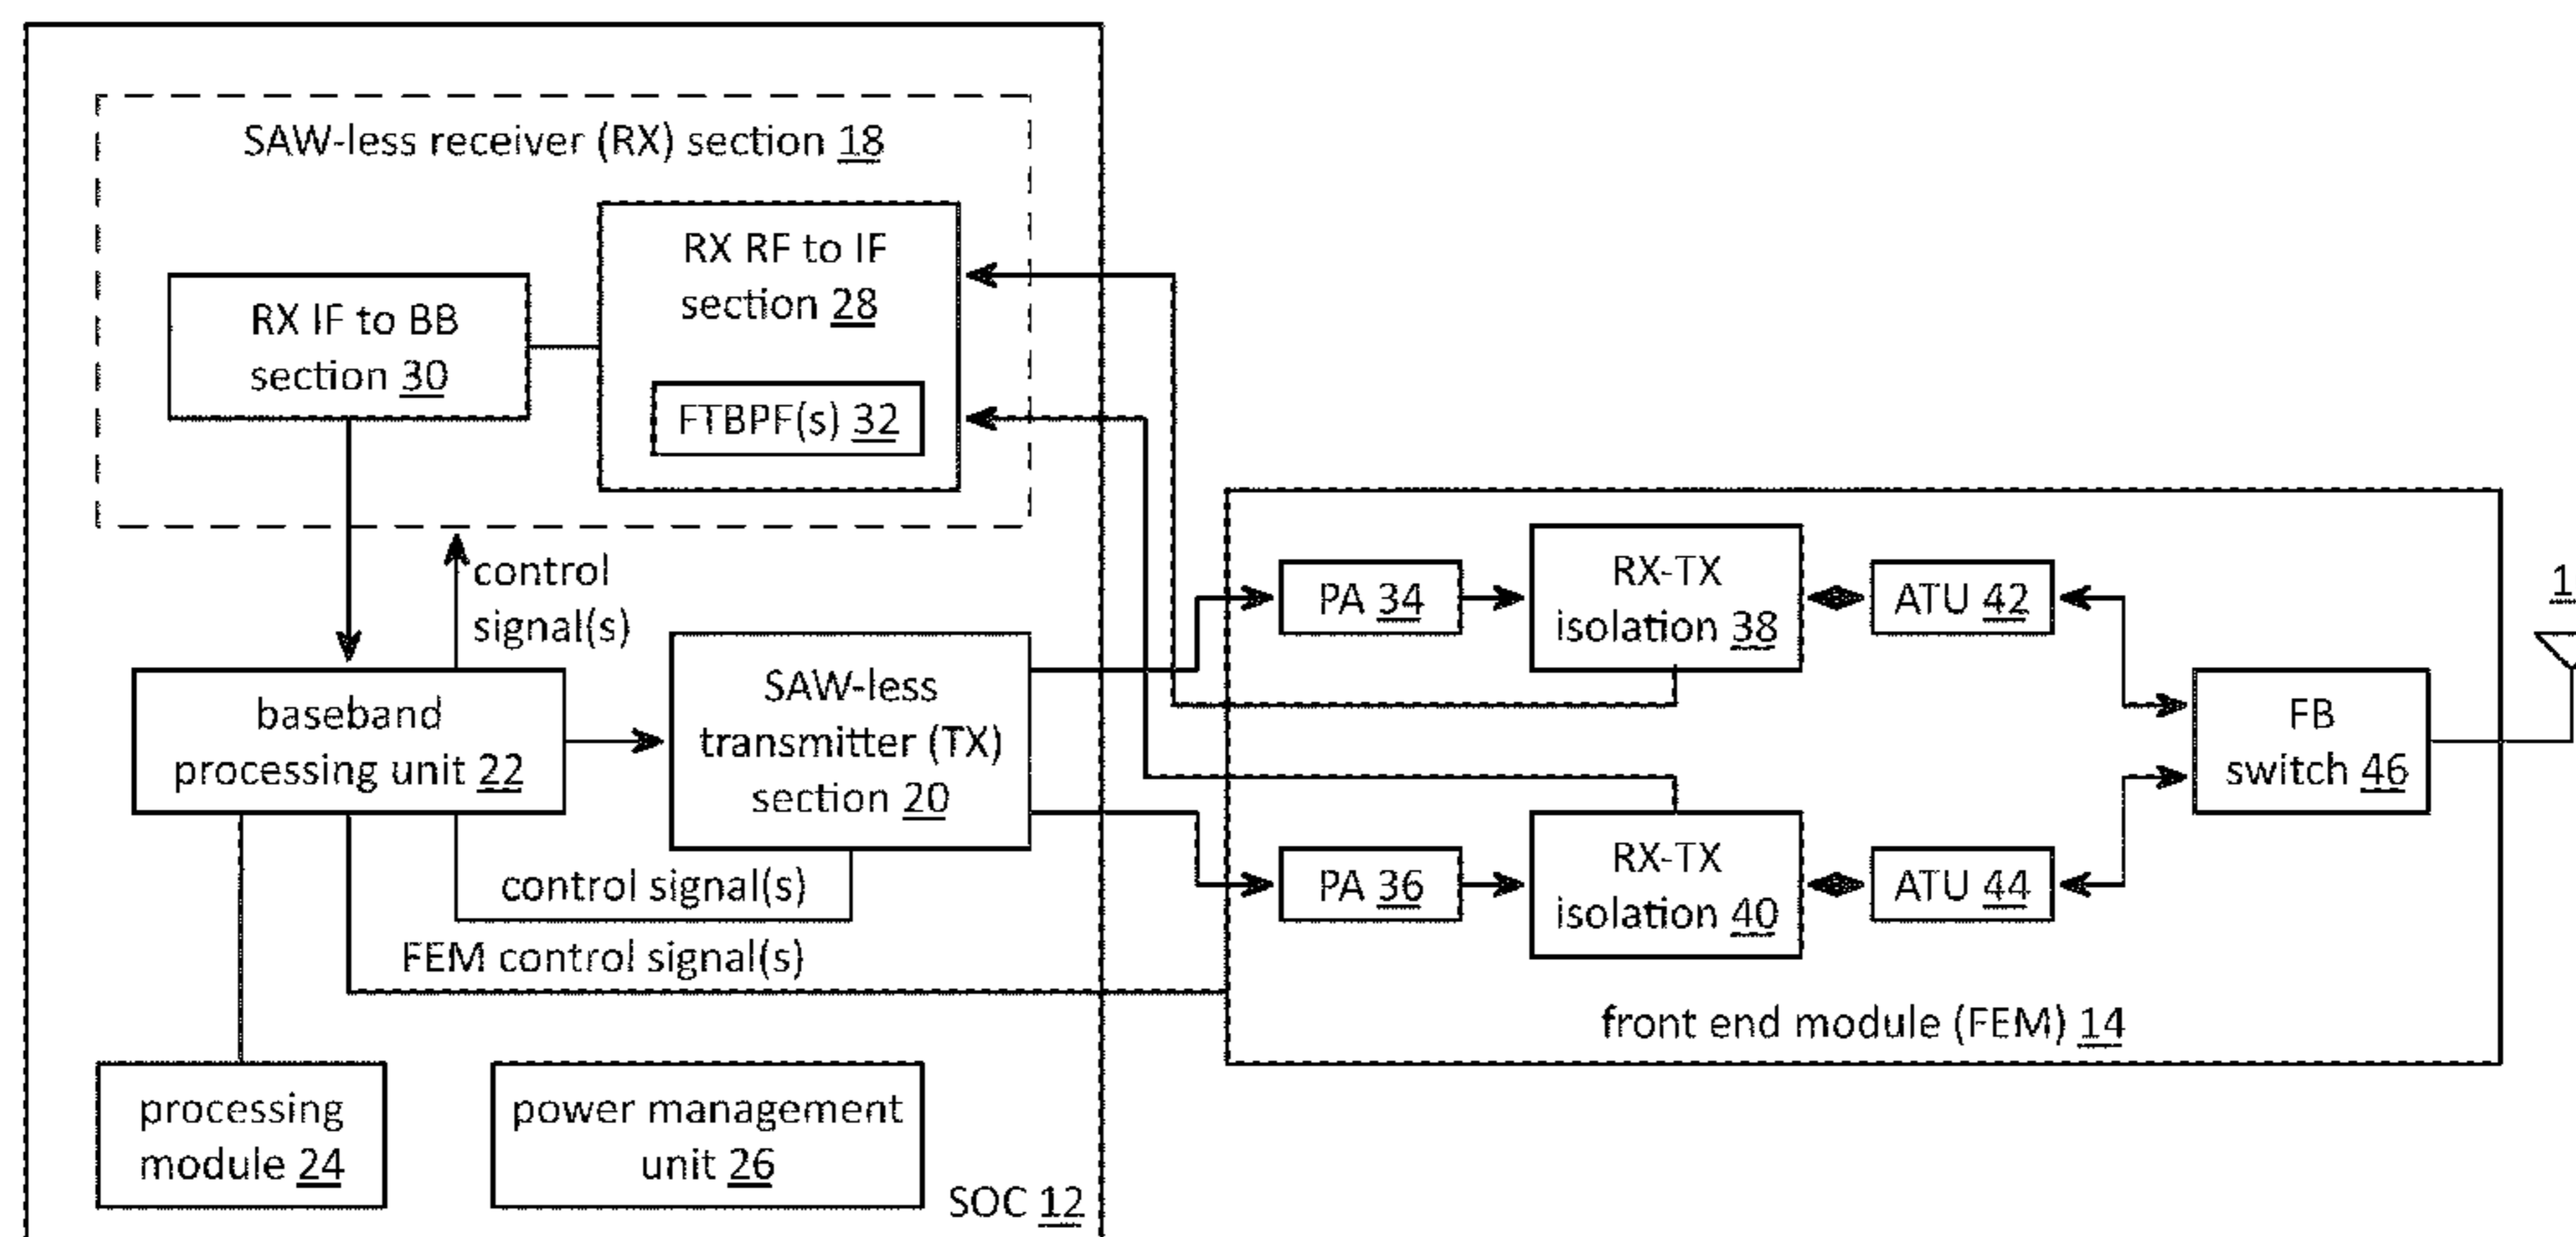 SAW-less receiver (RX) section 18
RX RF to IF
section 28
FTBPF(s) 32
RX IF to BB
section 30
control
signal(s)
baseband
processing unit 22
SAW-less
transmitter (TX)
section 20
control signal(s)
FEM control signal(s)
processing
module 24
power management
unit 26
SOC 12
PA 34
RX-TX
isolation 38
ATU 42
PA 36
RX-TX
isolation 40
ATU 44
FB
switch 46
front end module (FEM) 14